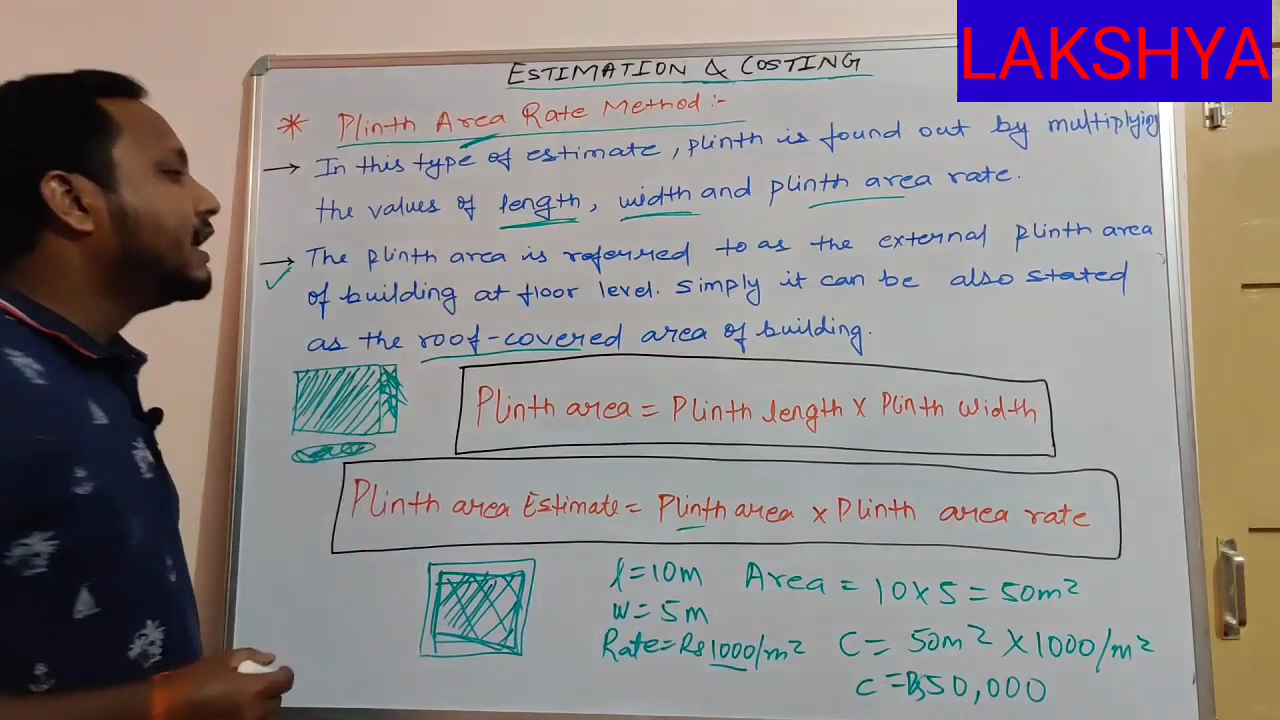 LAKSHYA
ESTIMATION & COSTING
* Plinth Area Rate Method :-
→ In this type of estimate, plinth is found out by multiplying
the values of length, width and plinth area rate.
→ The plinth area is referred to as the external plinth area
of building at floor level. Simply it can be also stated
as the roof-covered area of building.
Plinth area = Plinth length x Plinth width
Plinth area Estimate = Plinth area x Plinth area rate
l = 10m Area = 10 x 5 = 50m²
w = 5m
Rate = Rs 1000/m² C = 50m² x 1000/m²
C = Rs 50,000